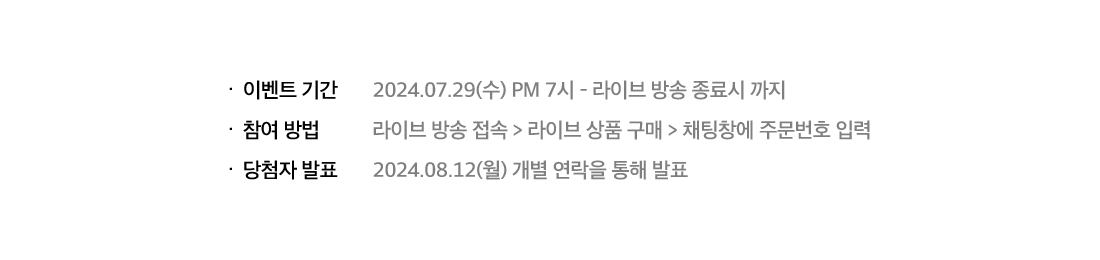 · 이벤트 기간 2024.07.29(수) PM 7시 - 라이브 방송 종료시 까지
· 참여 방법 라이브 방송 접속 > 라이브 상품 구매 > 채팅창에 주문번호 입력
· 당첨자 발표 2024.08.12(월) 개별 연락을 통해 발표